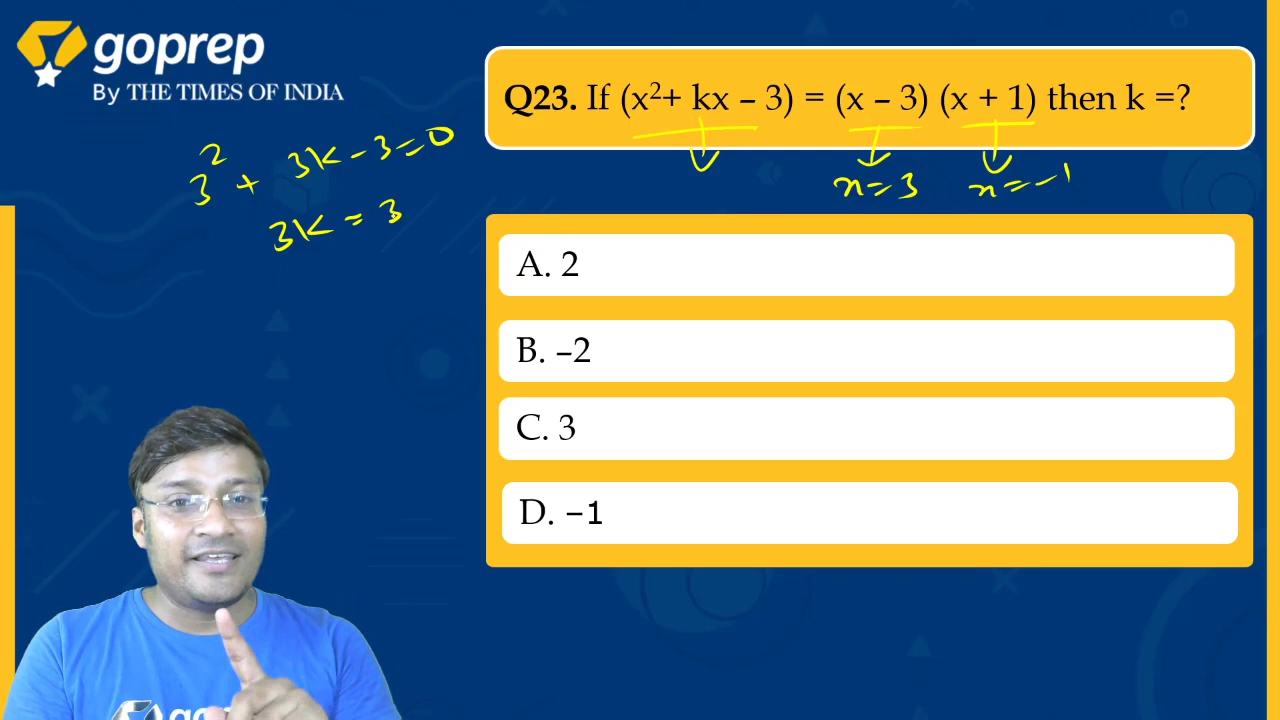 goprep
By THE TIMES OF INDIA
Q23. If (x²+ kx – 3) = (x – 3) (x + 1) then k =?
3² + 3k - 3 = 0
3k = 3
x = 3
x = -1
A. 2
B. –2
C. 3
D. –1